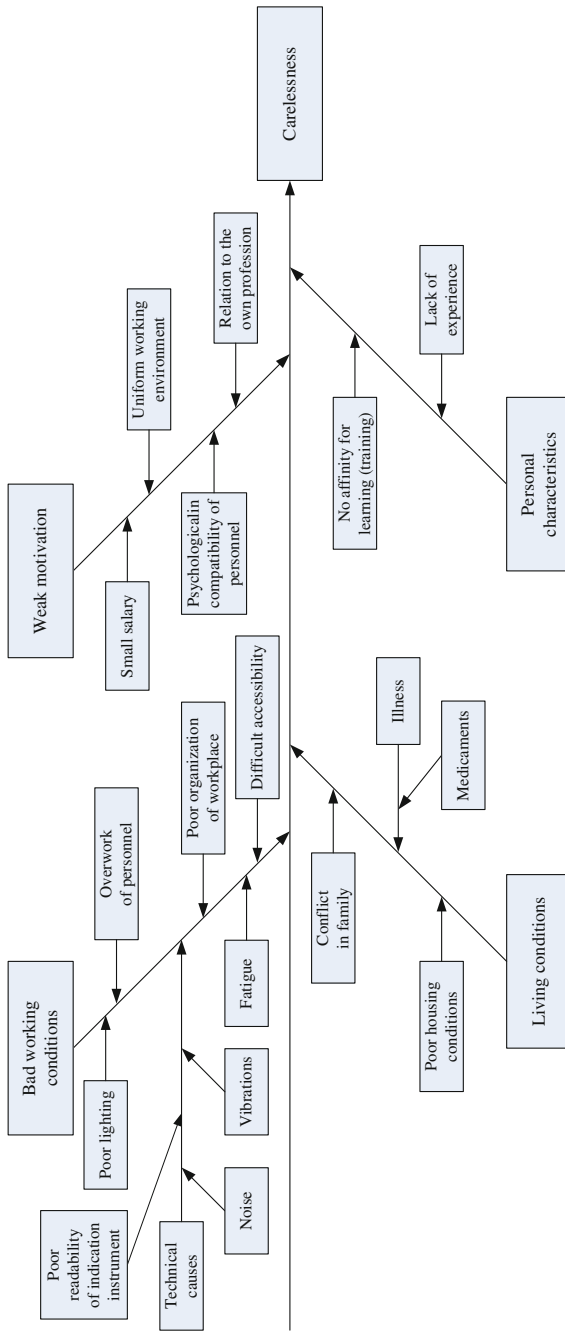 Bad working
conditions
Weak motivation
Poor lighting
Overwork
of personnel
Poor
readability
of indication
instrument
Technical
causes
Noise
Vibrations
Poor organization
of workplace
Fatigue
Difficult accessibility
Small salary
Uniform working
environment
Psychologicalin
compatibility of
personnel
Relation to the
own profession
Carelessness
Living conditions
Poor housing
conditions
Conflict
in family
Illness
Medicaments
Personal
characteristics
No affinity for
learning (training)
Lack of
experience